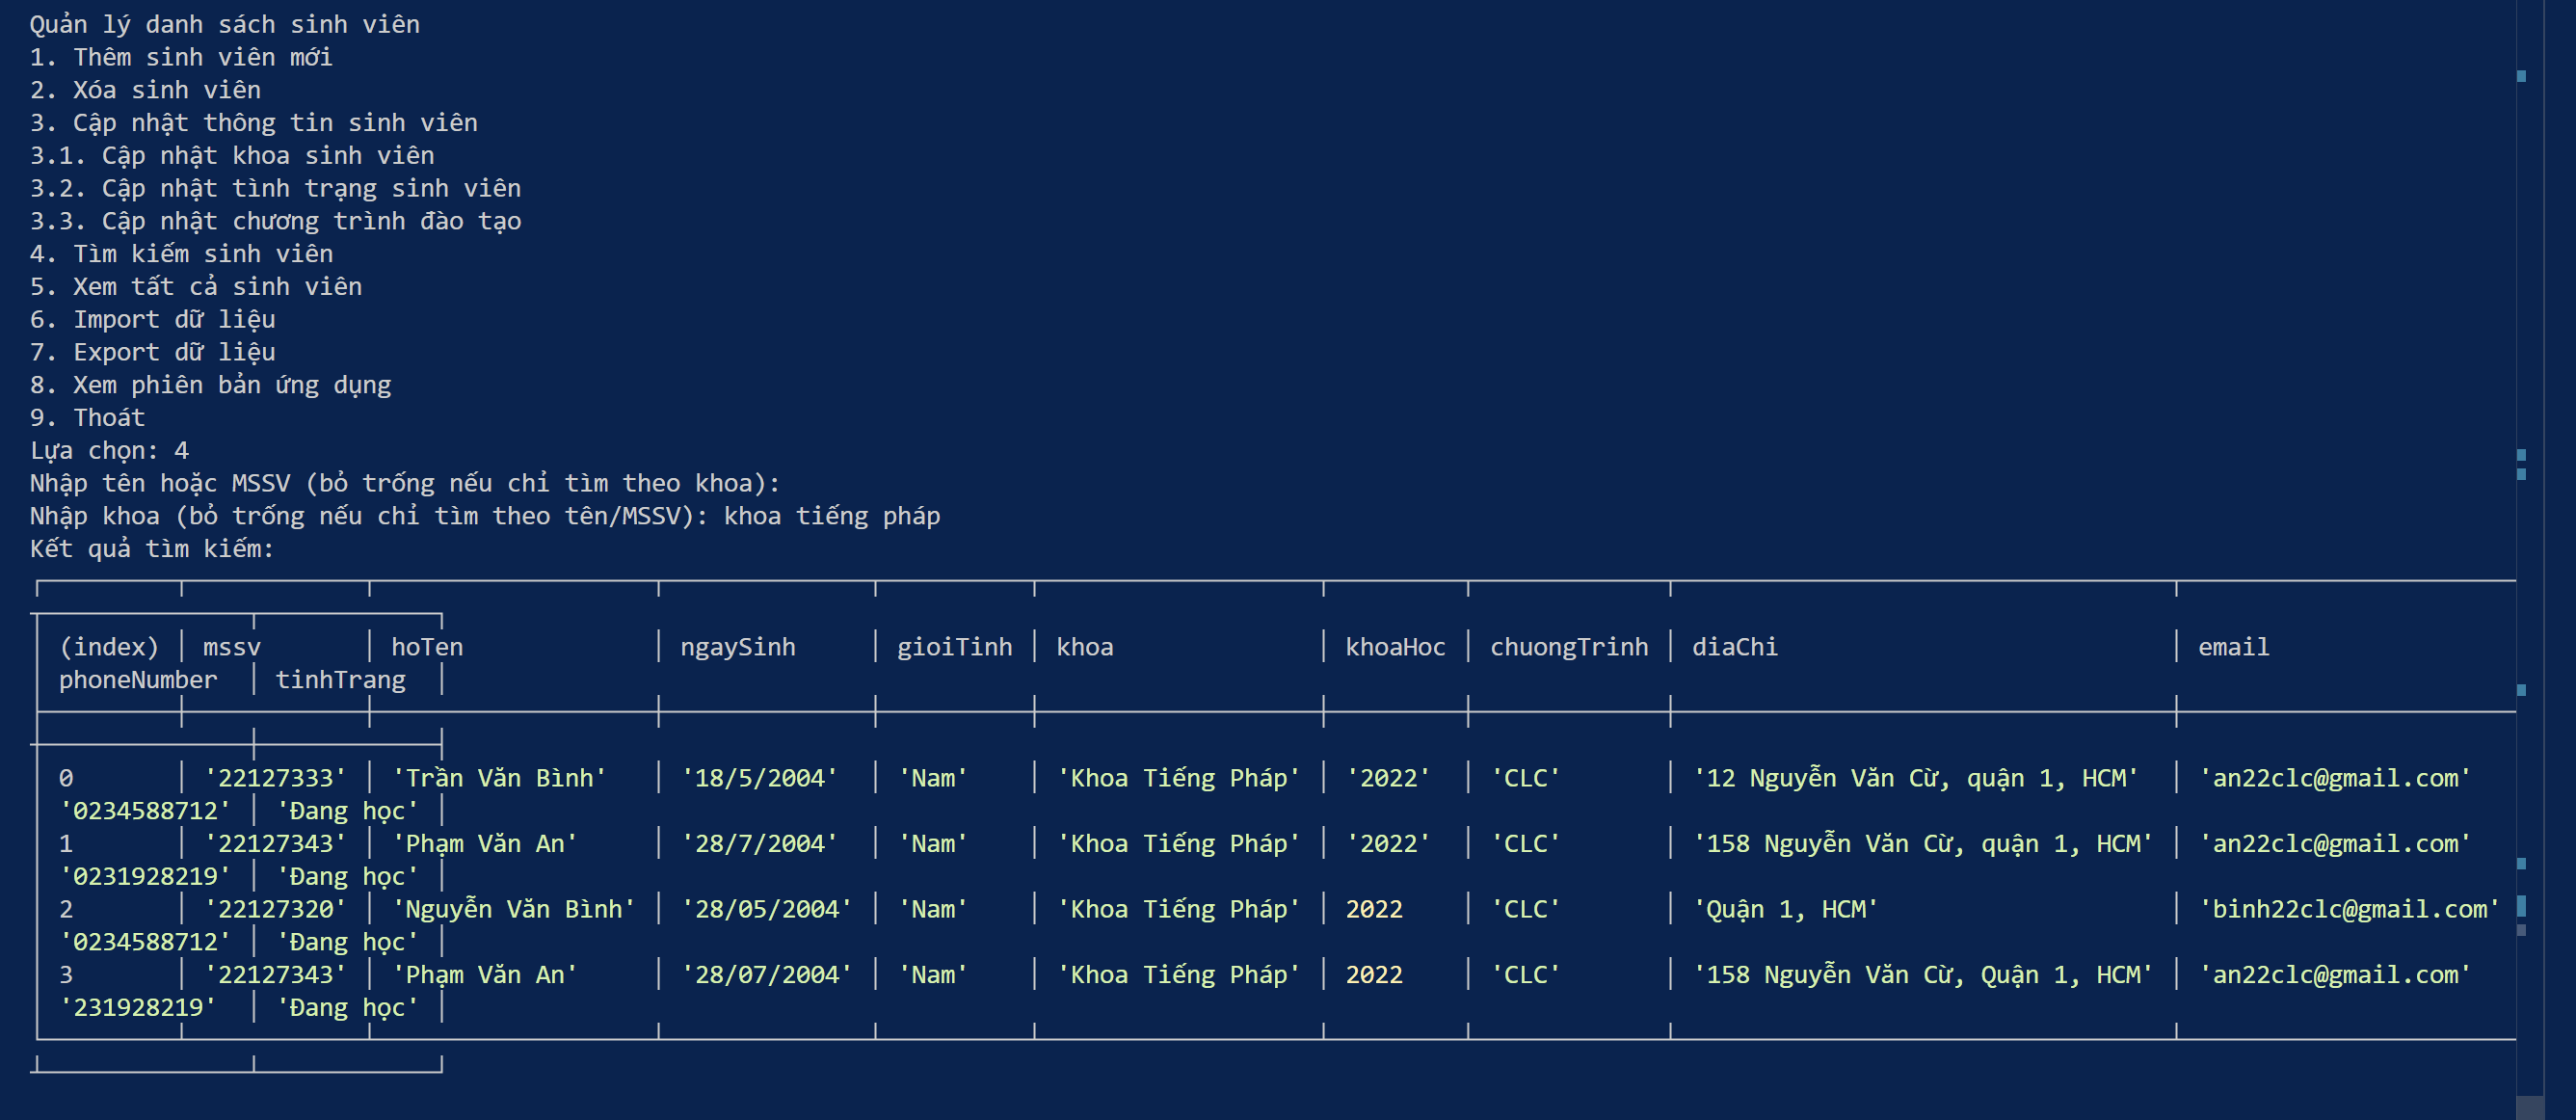 Quản lý danh sách sinh viên
1. Thêm sinh viên mới
2. Xóa sinh viên
3. Cập nhật thông tin sinh viên
3.1. Cập nhật khoa sinh viên
3.2. Cập nhật tình trạng sinh viên
3.3. Cập nhật chương trình đào tạo
4. Tìm kiếm sinh viên
5. Xem tất cả sinh viên
6. Import dữ liệu
7. Export dữ liệu
8. Xem phiên bản ứng dụng
9. Thoát
Lựa chọn: 4
Nhập tên hoặc MSSV (bỏ trống nếu chỉ tìm theo khoa):
Nhập khoa (bỏ trống nếu chỉ tìm theo tên/MSSV): khoa tiếng pháp
Kết quả tìm kiếm:
(index) │ mssv │ hoTen │ ngaySinh │ gioiTinh │ khoa │ khoaHoc │ chuongTrinh │ diaChi │ email
phoneNumber │ tinhTrang │
0 │ '22127333' │ 'Trần Văn Bình' │ '18/5/2004' │ 'Nam' │ 'Khoa Tiếng Pháp' │ '2022' │ 'CLC' │ '12 Nguyễn Văn Cừ, quận 1, HCM' │ 'an22clc@gmail.com'
'0234588712' │ 'Đang học' │
1 │ '22127343' │ 'Phạm Văn An' │ '28/7/2004' │ 'Nam' │ 'Khoa Tiếng Pháp' │ '2022' │ 'CLC' │ '158 Nguyễn Văn Cừ, quận 1, HCM' │ 'an22clc@gmail.com'
'0231928219' │ 'Đang học' │
2 │ '22127320' │ 'Nguyễn Văn Bình' │ '28/05/2004' │ 'Nam' │ 'Khoa Tiếng Pháp' │ 2022 │ 'CLC' │ 'Quận 1, HCM' │ 'binh22clc@gmail.com'
'0234588712' │ 'Đang học' │
3 │ '22127343' │ 'Phạm Văn An' │ '28/07/2004' │ 'Nam' │ 'Khoa Tiếng Pháp' │ 2022 │ 'CLC' │ '158 Nguyễn Văn Cừ, Quận 1, HCM' │ 'an22clc@gmail.com'
'231928219' │ 'Đang học' │